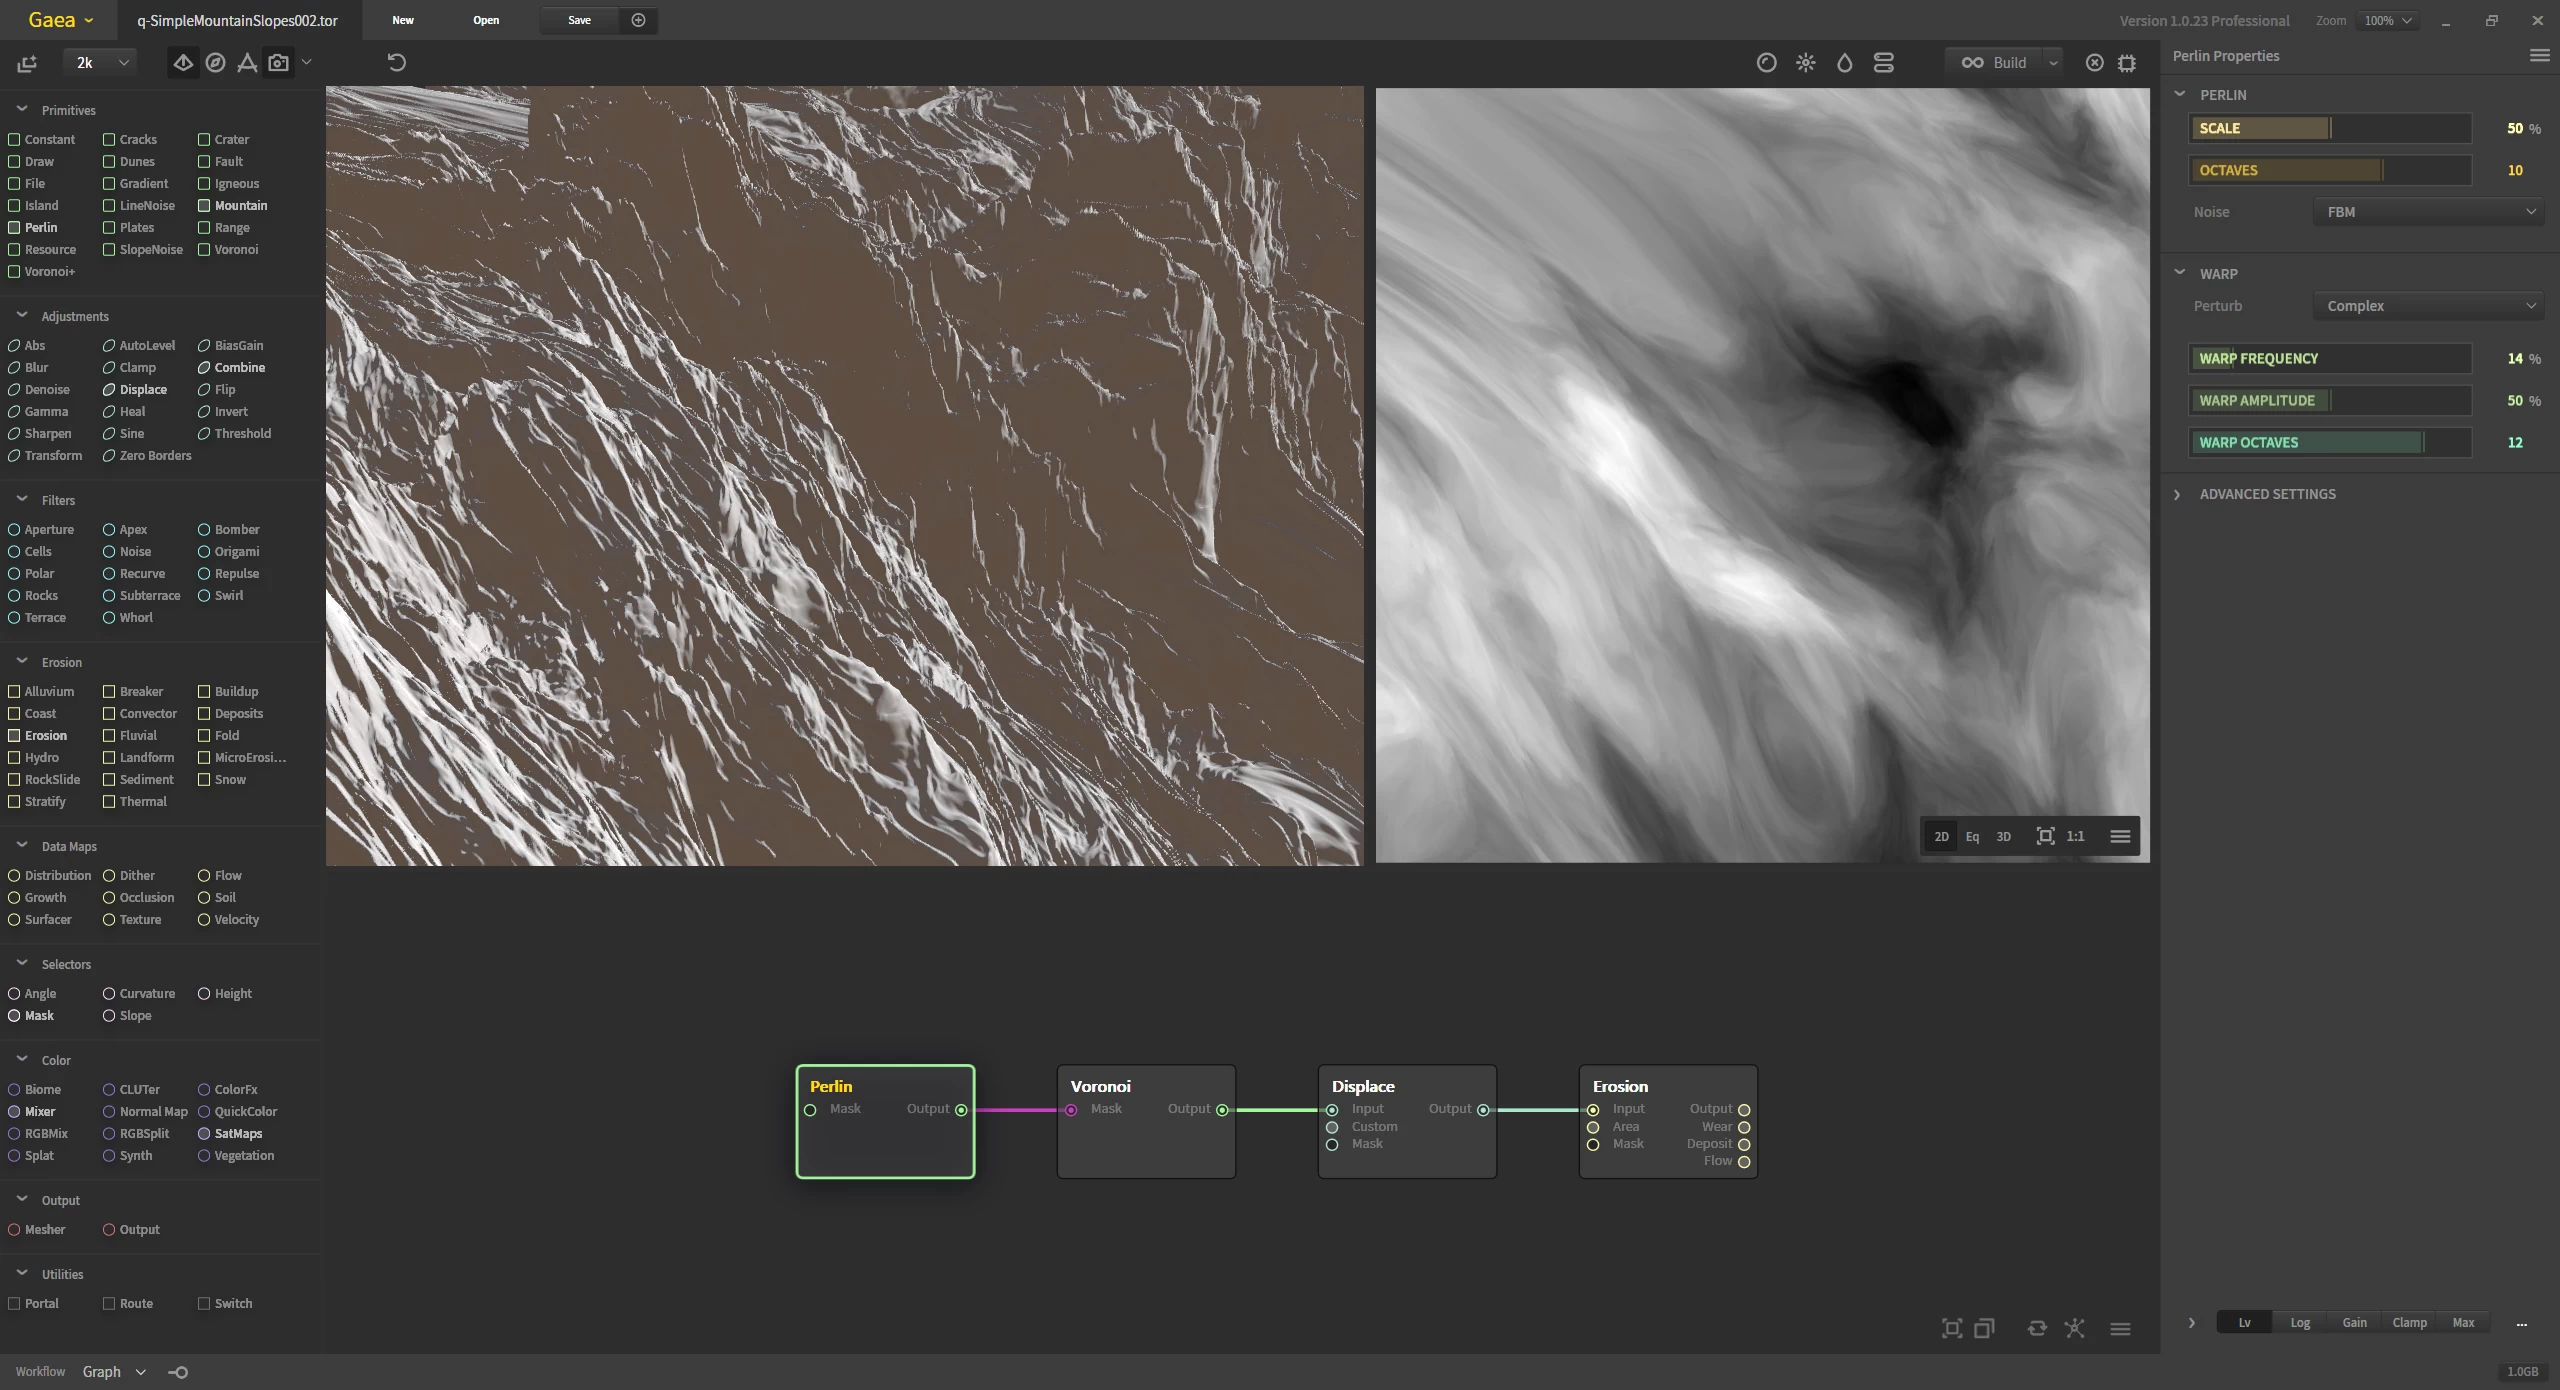 Gaea
q-SimpleMountainSlopes002.tor
New
Open
Save
Version 1.0.23 Professional
Zoom
100%
2k
Build
Primitives
Constant Cracks Crater
Draw Dunes Fault
File Gradient Igneous
Island LineNoise Mountain
Perlin Plates Range
Resource SlopeNoise Voronoi
Voronoi+
Adjustments
Abs AutoLevel BiasGain
Blur Clamp Combine
Denoise Displace Flip
Gamma Heal Invert
Sharpen Sine Threshold
Transform Zero Borders
Filters
Aperture Apex Bomber
Cells Noise Origami
Polar Recurve Repulse
Rocks Subterrace Swirl
Terrace Whorl
Erosion
Alluvium Breaker Buildup
Coast Convector Deposits
Erosion Fluvial Fold
Hydro Landform MicroErosi...
RockSlide Sediment Snow
Stratify Thermal
Data Maps
Distribution Dither Flow
Growth Occlusion Soil
Surfacer Texture Velocity
Selectors
Angle Curvature Height
Mask Slope
Color
Biome CLUTer ColorFx
Mixer Normal Map QuickColor
RGBMix RGBSplit SatMaps
Splat Synth Vegetation
Output
Mesher Output
Utilities
Portal Route Switch
Workflow Graph
2D Eq 3D 1:1
Perlin
Mask Output
Voronoi
Mask Output
Displace
Input Output
Custom
Mask
Erosion
Input Output
Area Wear
Mask Deposit
Flow
Perlin Properties
PERLIN
SCALE 50 %
OCTAVES 10
Noise FBM
WARP
Perturb Complex
WARP FREQUENCY 14 %
WARP AMPLITUDE 50 %
WARP OCTAVES 12
ADVANCED SETTINGS
Lv Log Gain Clamp Max ...
1.0GB